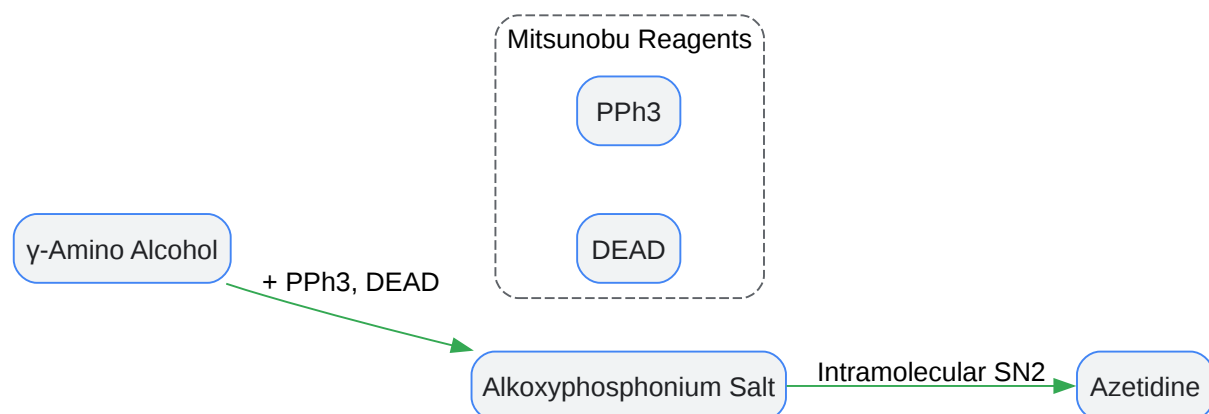 Mitsunobu Reagents
PPh3
DEAD
γ-Amino Alcohol
+ PPh3, DEAD
Alkoxyphosphonium Salt
Intramolecular SN2
Azetidine